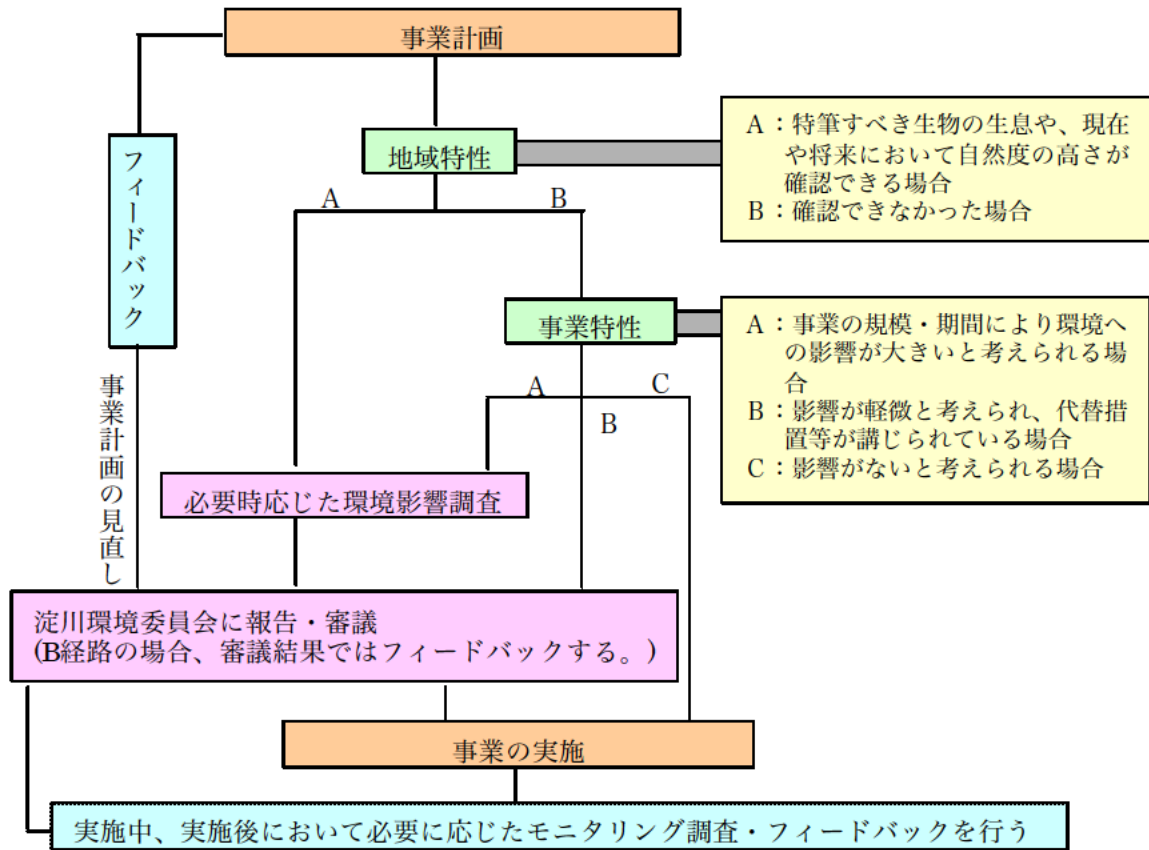 事業計画
フィードバック
地域特性
A：特筆すべき生物の生息や、現在
や将来において自然度の高さが
確認できる場合
B：確認できなかった場合
A
B
事業特性
A：事業の規模・期間により環境へ
の影響が大きいと考えられる場
合
B：影響が軽微と考えられ、代替措
置等が講じられている場合
C：影響がないと考えられる場合
A
B
C
事業計画の見直し
必要時応じた環境影響調査
淀川環境委員会に報告・審議
(B経路の場合、審議結果ではフィードバックする。)
事業の実施
実施中、実施後において必要に応じたモニタリング調査・フィードバックを行う